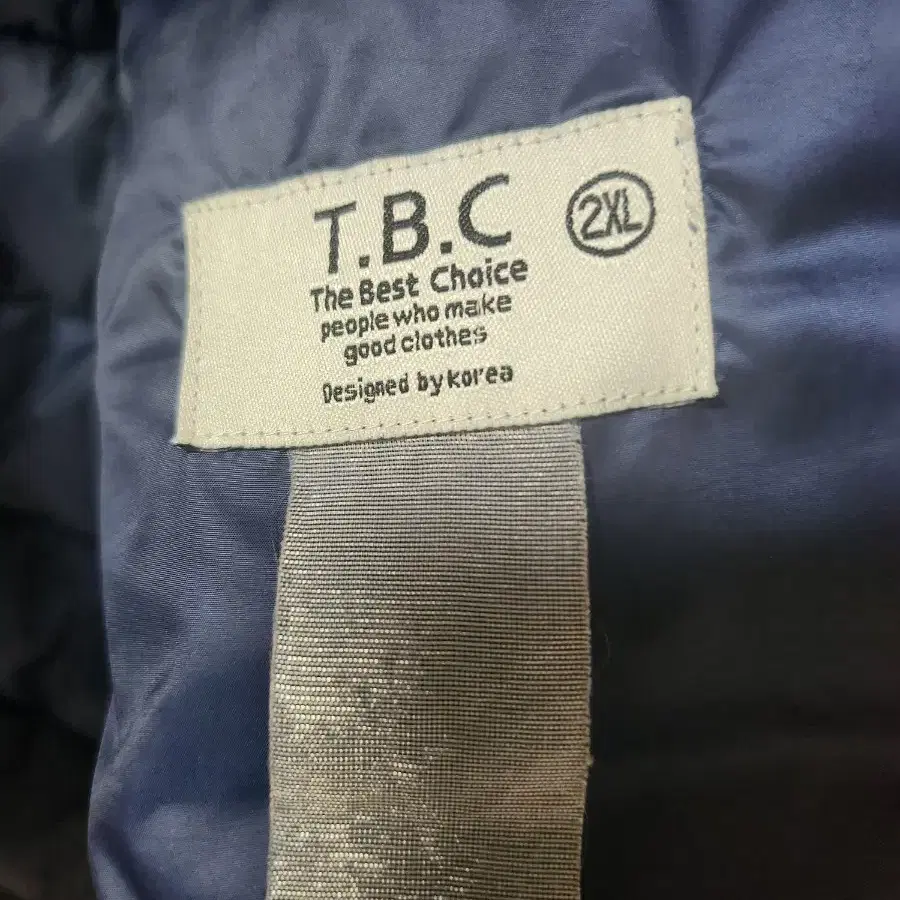 T.B.C
2XL
The Best Choice
people who make
good clothes
Designed by Korea